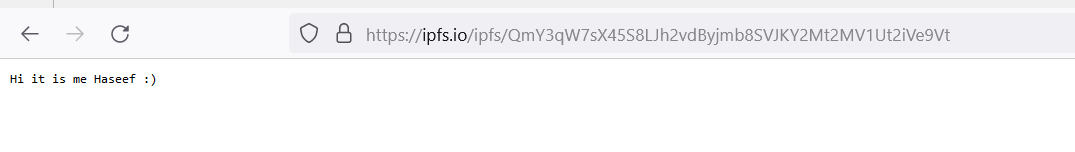 https://ipfs.io/ipfs/QmY3qW7sX45S8LJh2vdByjmb8SVJKY2Mt2MV1Ut2iVe9Vt
Hi it is me Haseef :)